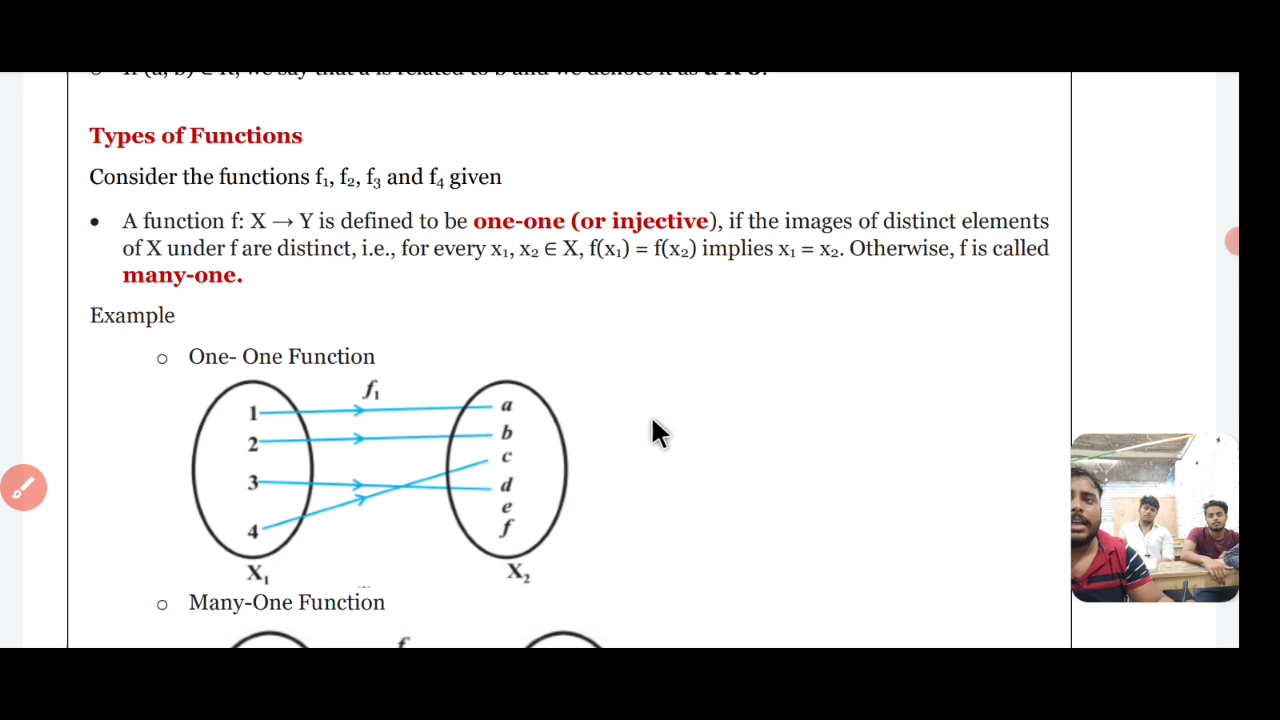 Types of Functions
Consider the functions f₁, f₂, f₃ and f₄ given
• A function f: X → Y is defined to be one-one (or injective), if the images of distinct elements
of X under f are distinct, i.e., for every x₁, x₂ ∈ X, f(x₁) = f(x₂) implies x₁ = x₂. Otherwise, f is called
many-one.
Example
o One- One Function
f₁
1 a
2 b
c
3 d
e
4 f
X₁ X₂
o Many-One Function
f